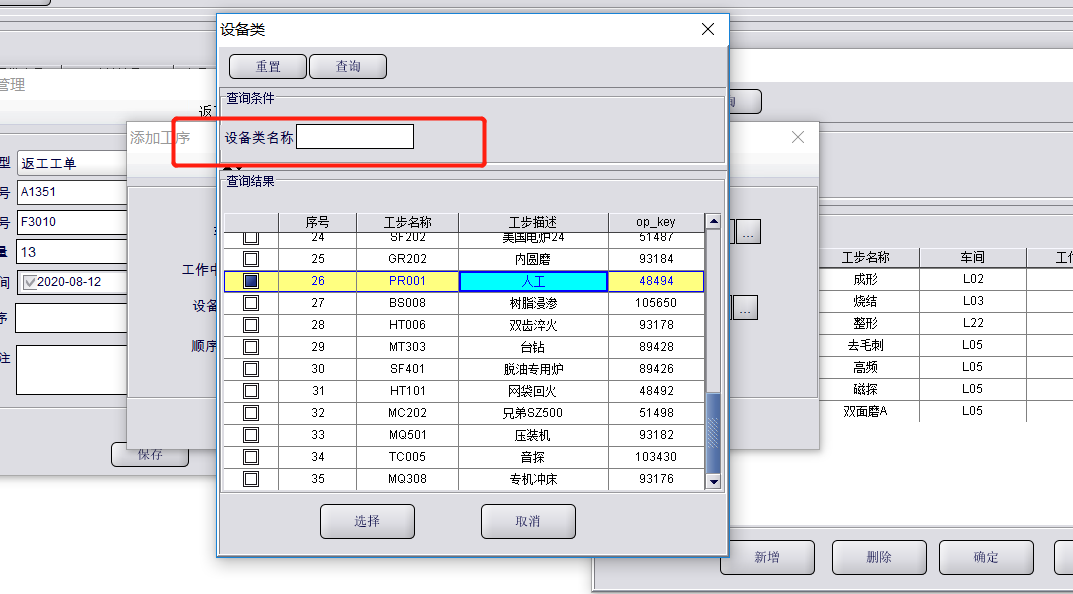 设备类
重置 查询
管理
查询条件
添加工序
设备类名称
返工工单
A1351
F3010
13
2020-08-12
查询结果
序号 工步名称 工步描述 op_key
24 SF202 美国电炉24 51487
25 GR202 内圆磨 93184
26 PR001 人工 48494
27 BS008 树脂浸渗 105650
28 HT006 双齿淬火 93178
29 MT303 台钻 89428
30 SF401 脱油专用炉 89426
31 HT101 网袋回火 48492
32 MC202 兄弟SZ500 51498
33 MQ501 压装机 93182
34 TC005 音探 103430
35 MQ308 专机冲床 93176
选择 取消
型
号
号
量
间
序
注
工作中
设备
顺序
...
...
保存
工步名称 车间
成形 L02
烧结 L03
整形 L22
去毛刺 L05
高频 L05
磁探 L05
双面磨A L05
新增 删除 确定